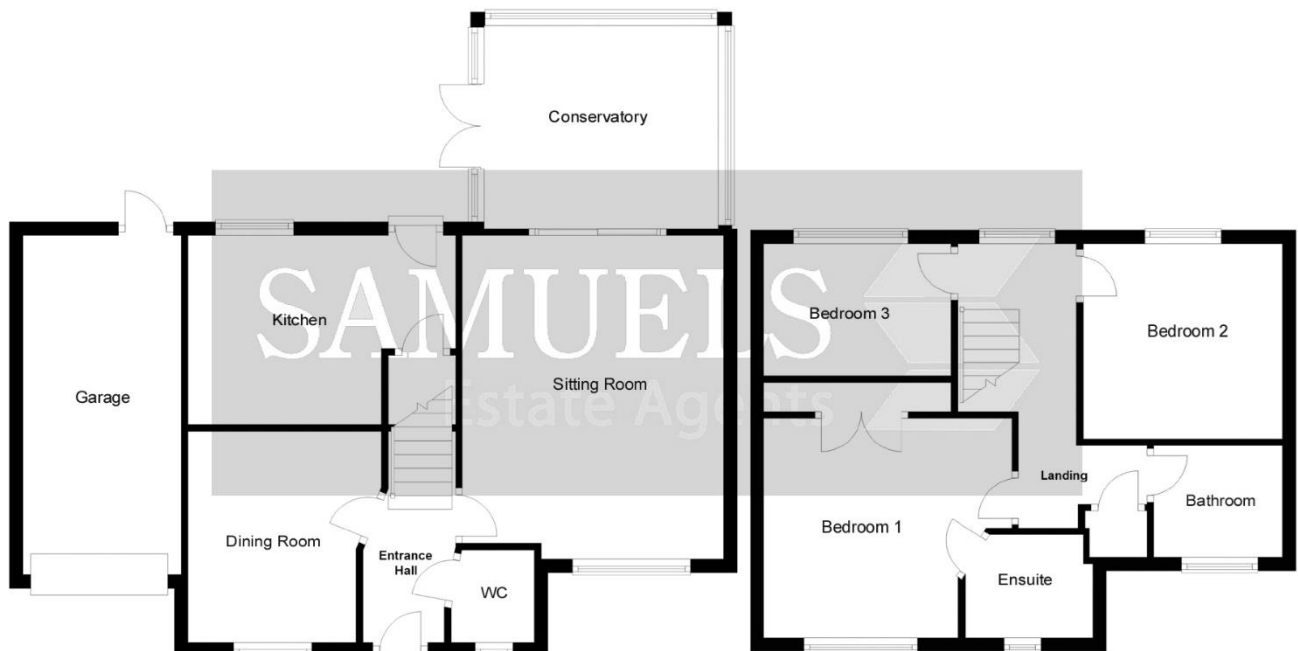 Conservatory
SAMUELS
Estate Agents
Kitchen
Garage
Sitting Room
Dining Room
Entrance
Hall
WC
Bedroom 3
Bedroom 2
Landing
Bedroom 1
Bathroom
Ensuite